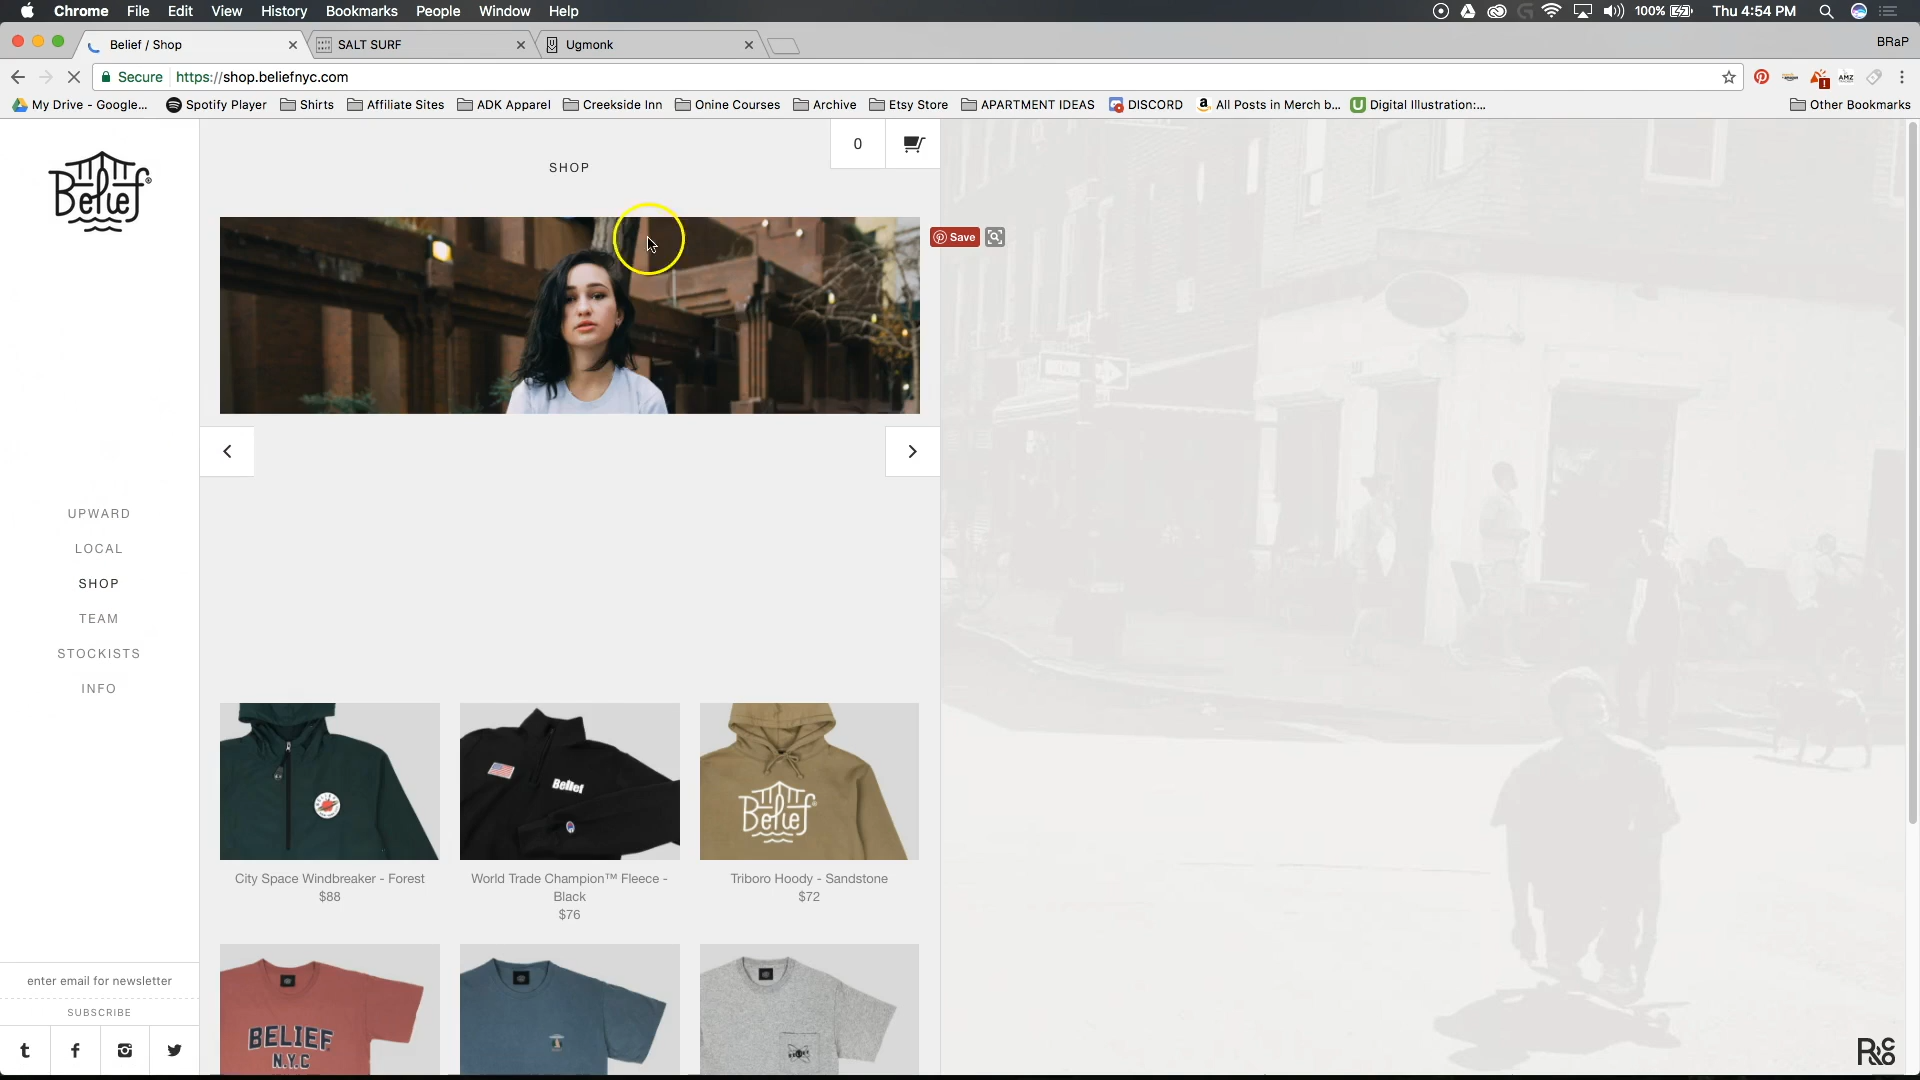 Chrome File Edit View History Bookmarks People Window Help 100% Thu 4:54 PM
Belief / Shop SALT SURF Ugmonk BRaP
Secure https://shop.beliefnyc.com AMZ
My Drive - Google... Spotify Player Shirts Affiliate Sites ADK Apparel Creekside Inn Onine Courses Archive Etsy Store APARTMENT IDEAS DISCORD All Posts in Merch b... Digital Illustration:... Other Bookmarks
Belief®
SHOP
0
Save
UPWARD
LOCAL
SHOP
TEAM
STOCKISTS
INFO
Belief
Belief
City Space Windbreaker - Forest
$88
World Trade Champion™ Fleece -
Black
$76
Triboro Hoody - Sandstone
$72
BELIEF
N.Y.C
enter email for newsletter
SUBSCRIBE